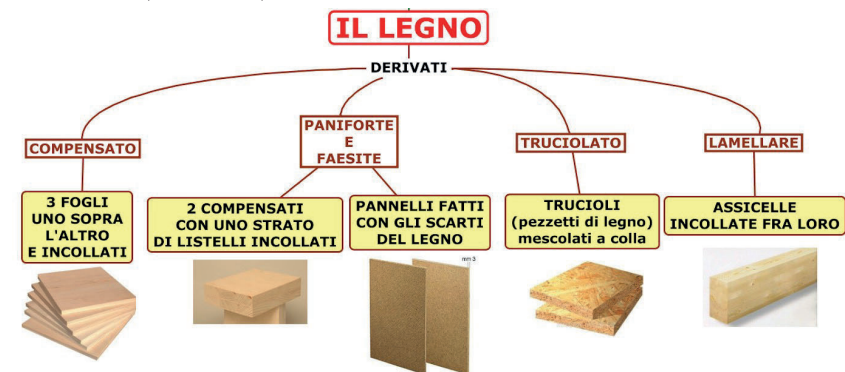 IL LEGNO
DERIVATI
COMPENSATO
PANIFORTE
E
FAESITE
TRUCIOLATO
LAMELLARE
3 FOGLI
UNO SOPRA
L'ALTRO
E INCOLLATI
2 COMPENSATI
CON UNO STRATO
DI LISTELLI INCOLLATI
PANNELLI FATTI
CON GLI SCARTI
DEL LEGNO
TRUCIOLI
(pezzetti di legno)
mescolati a colla
ASSICELLE
INCOLLATE FRA LORO
mm 3